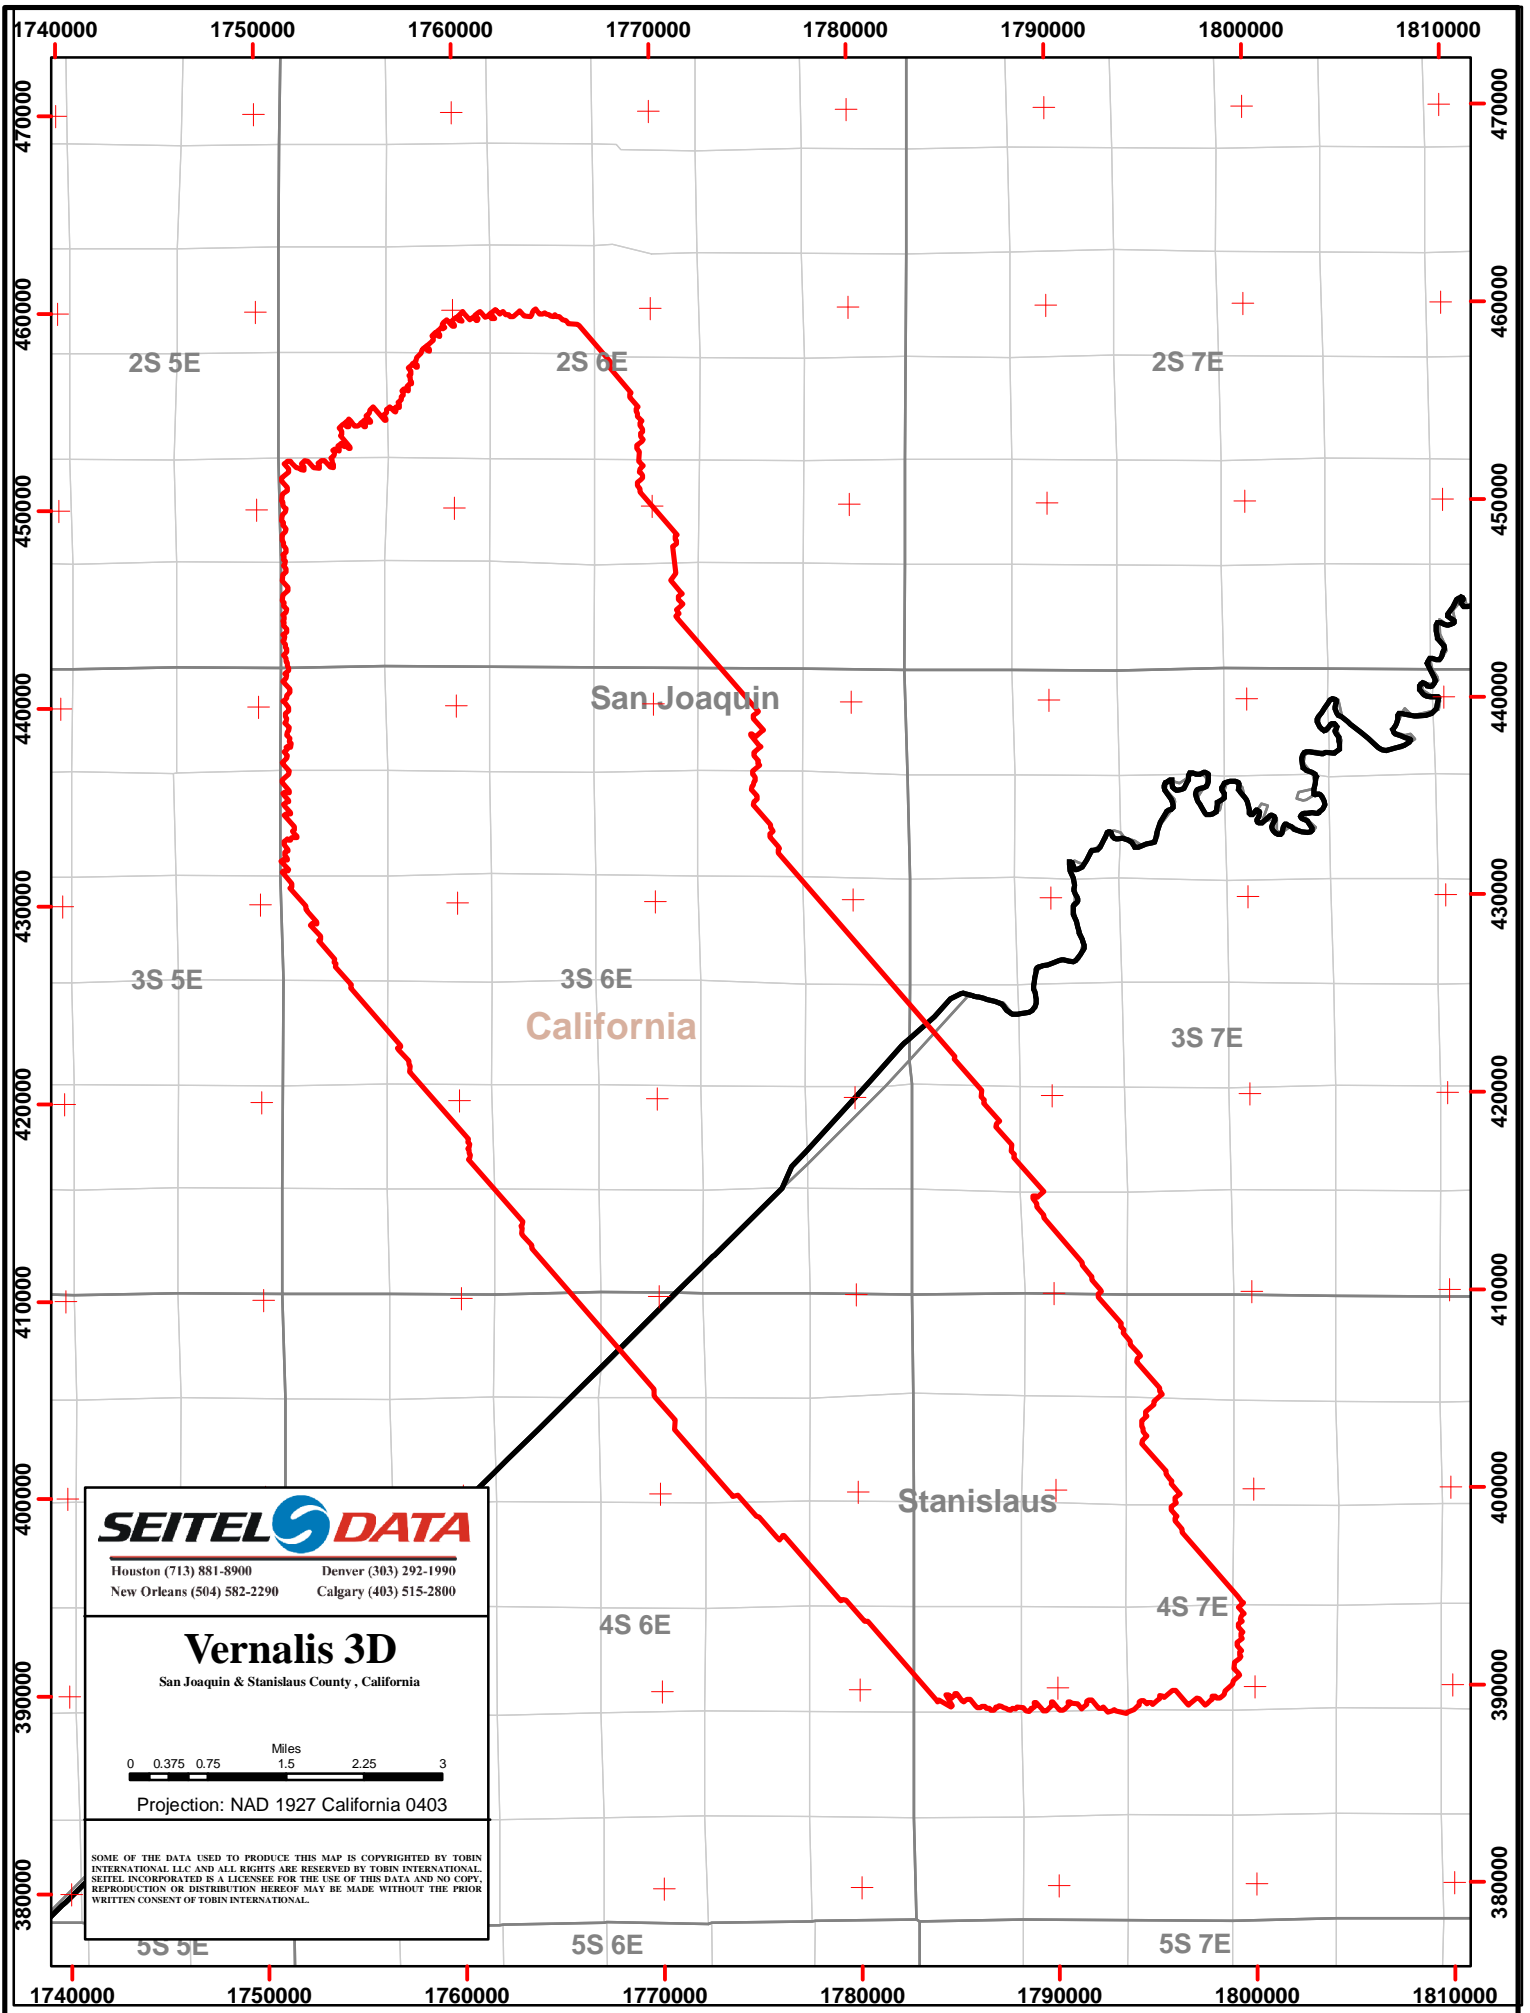 1740000 1750000 1760000 1770000 1780000 1790000 1800000 1810000
470000 470000
460000 460000
2S 5E 2S 6E 2S 7E
450000 450000
San Joaquin
440000 440000
430000 430000
3S 5E 3S 6E
California
3S 7E
420000 420000
410000 410000
400000 400000
Stanislaus
SEITEL DATA
Houston (713) 881-8900 Denver (303) 292-1990
New Orleans (504) 582-2290 Calgary (403) 515-2800
4S 6E 4S 7E
Vernalis 3D
San Joaquin & Stanislaus County , California
390000 390000
Miles
0 0.375 0.75 1.5 2.25 3
Projection: NAD 1927 California 0403
SOME OF THE DATA USED TO PRODUCE THIS MAP IS COPYRIGHTED BY TOBIN
INTERNATIONAL LLC AND ALL RIGHTS ARE RESERVED BY TOBIN INTERNATIONAL.
SEITEL INCORPORATED IS A LICENSEE FOR THE USE OF THIS DATA AND NO COPY,
REPRODUCTION OR DISTRIBUTION HEREOF MAY BE MADE WITHOUT THE PRIOR
WRITTEN CONSENT OF TOBIN INTERNATIONAL.
380000 380000
5S 5E 5S 6E 5S 7E
1740000 1750000 1760000 1770000 1780000 1790000 1800000 1810000